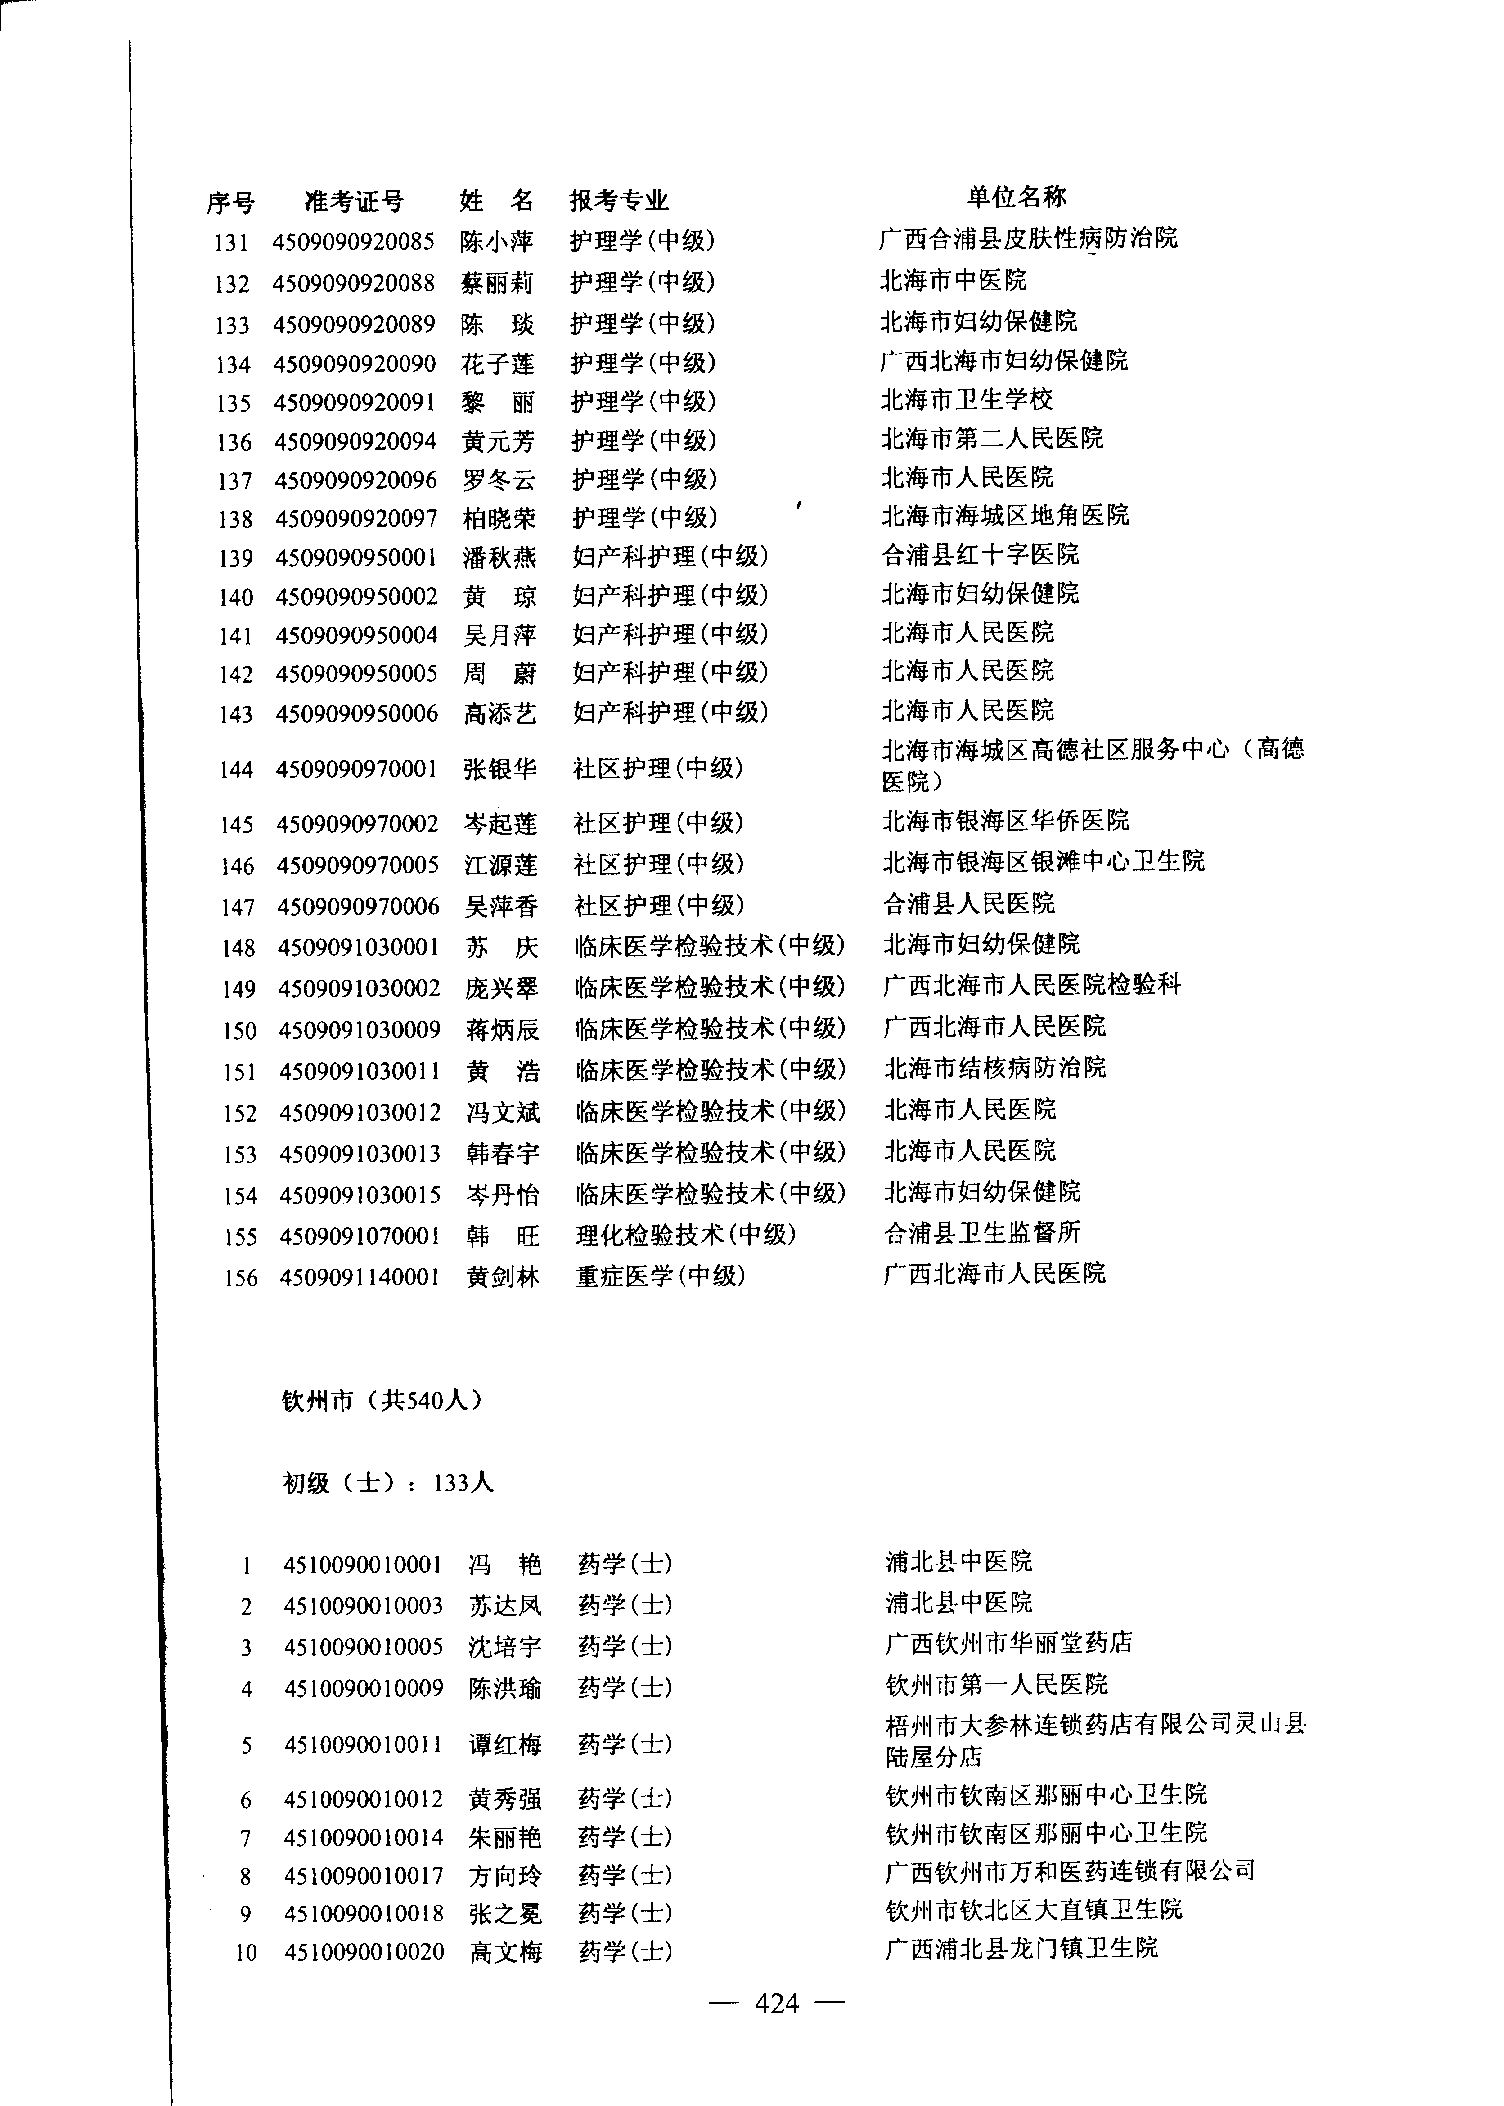 序号 准考证号 姓 名 报考专业 单位名称
131 4509090920085 陈小萍 护理学(中级) 广西合浦县皮肤性病防治院
132 4509090920088 蔡丽莉 护理学(中级) 北海市中医院
133 4509090920089 陈 琰 护理学(中级) 北海市妇幼保健院
134 4509090920090 花子莲 护理学(中级) 广西北海市妇幼保健院
135 4509090920091 黎 丽 护理学(中级) 北海市卫生学校
136 4509090920094 黄元芳 护理学(中级) 北海市第二人民医院
137 4509090920096 罗冬云 护理学(中级) 北海市人民医院
138 4509090920097 柏晓荣 护理学(中级) 北海市海城区地角医院
139 4509090950001 潘秋燕 妇产科护理(中级) 合浦县红十字医院
140 4509090950002 黄 琼 妇产科护理(中级) 北海市妇幼保健院
141 4509090950004 吴月萍 妇产科护理(中级) 北海市人民医院
142 4509090950005 周 蔚 妇产科护理(中级) 北海市人民医院
143 4509090950006 高添艺 妇产科护理(中级) 北海市人民医院
144 4509090970001 张银华 社区护理(中级) 北海市海城区高德社区服务中心（高德
医院）
145 4509090970002 岑起莲 社区护理(中级) 北海市银海区华侨医院
146 4509090970005 江源莲 社区护理(中级) 北海市银海区银滩中心卫生院
147 4509090970006 吴萍香 社区护理(中级) 合浦县人民医院
148 4509091030001 苏 庆 临床医学检验技术(中级) 北海市妇幼保健院
149 4509091030002 庞兴翠 临床医学检验技术(中级) 广西北海市人民医院检验科
150 4509091030009 蒋炳辰 临床医学检验技术(中级) 广西北海市人民医院
151 4509091030011 黄 浩 临床医学检验技术(中级) 北海市结核病防治院
152 4509091030012 冯文斌 临床医学检验技术(中级) 北海市人民医院
153 4509091030013 韩春宇 临床医学检验技术(中级) 北海市人民医院
154 4509091030015 岑丹怡 临床医学检验技术(中级) 北海市妇幼保健院
155 4509091070001 韩 旺 理化检验技术(中级) 合浦县卫生监督所
156 4509091140001 黄剑林 重症医学(中级) 广西北海市人民医院
钦州市（共540人）
初级（士）：133人
1 4510090010001 冯 艳 药学(士) 浦北县中医院
2 4510090010003 苏达凤 药学(士) 浦北县中医院
3 4510090010005 沈培宇 药学(士) 广西钦州市华丽堂药店
4 4510090010009 陈洪瑜 药学(士) 钦州市第一人民医院
5 4510090010011 谭红梅 药学(士) 梧州市大参林连锁药店有限公司灵山县
陆屋分店
6 4510090010012 黄秀强 药学(士) 钦州市钦南区那丽中心卫生院
7 4510090010014 朱丽艳 药学(士) 钦州市钦南区那丽中心卫生院
8 4510090010017 方向玲 药学(士) 广西钦州市万和医药连锁有限公司
9 4510090010018 张之冕 药学(士) 钦州市钦北区大直镇卫生院
10 4510090010020 高文梅 药学(士) 广西浦北县龙门镇卫生院
— 424 —